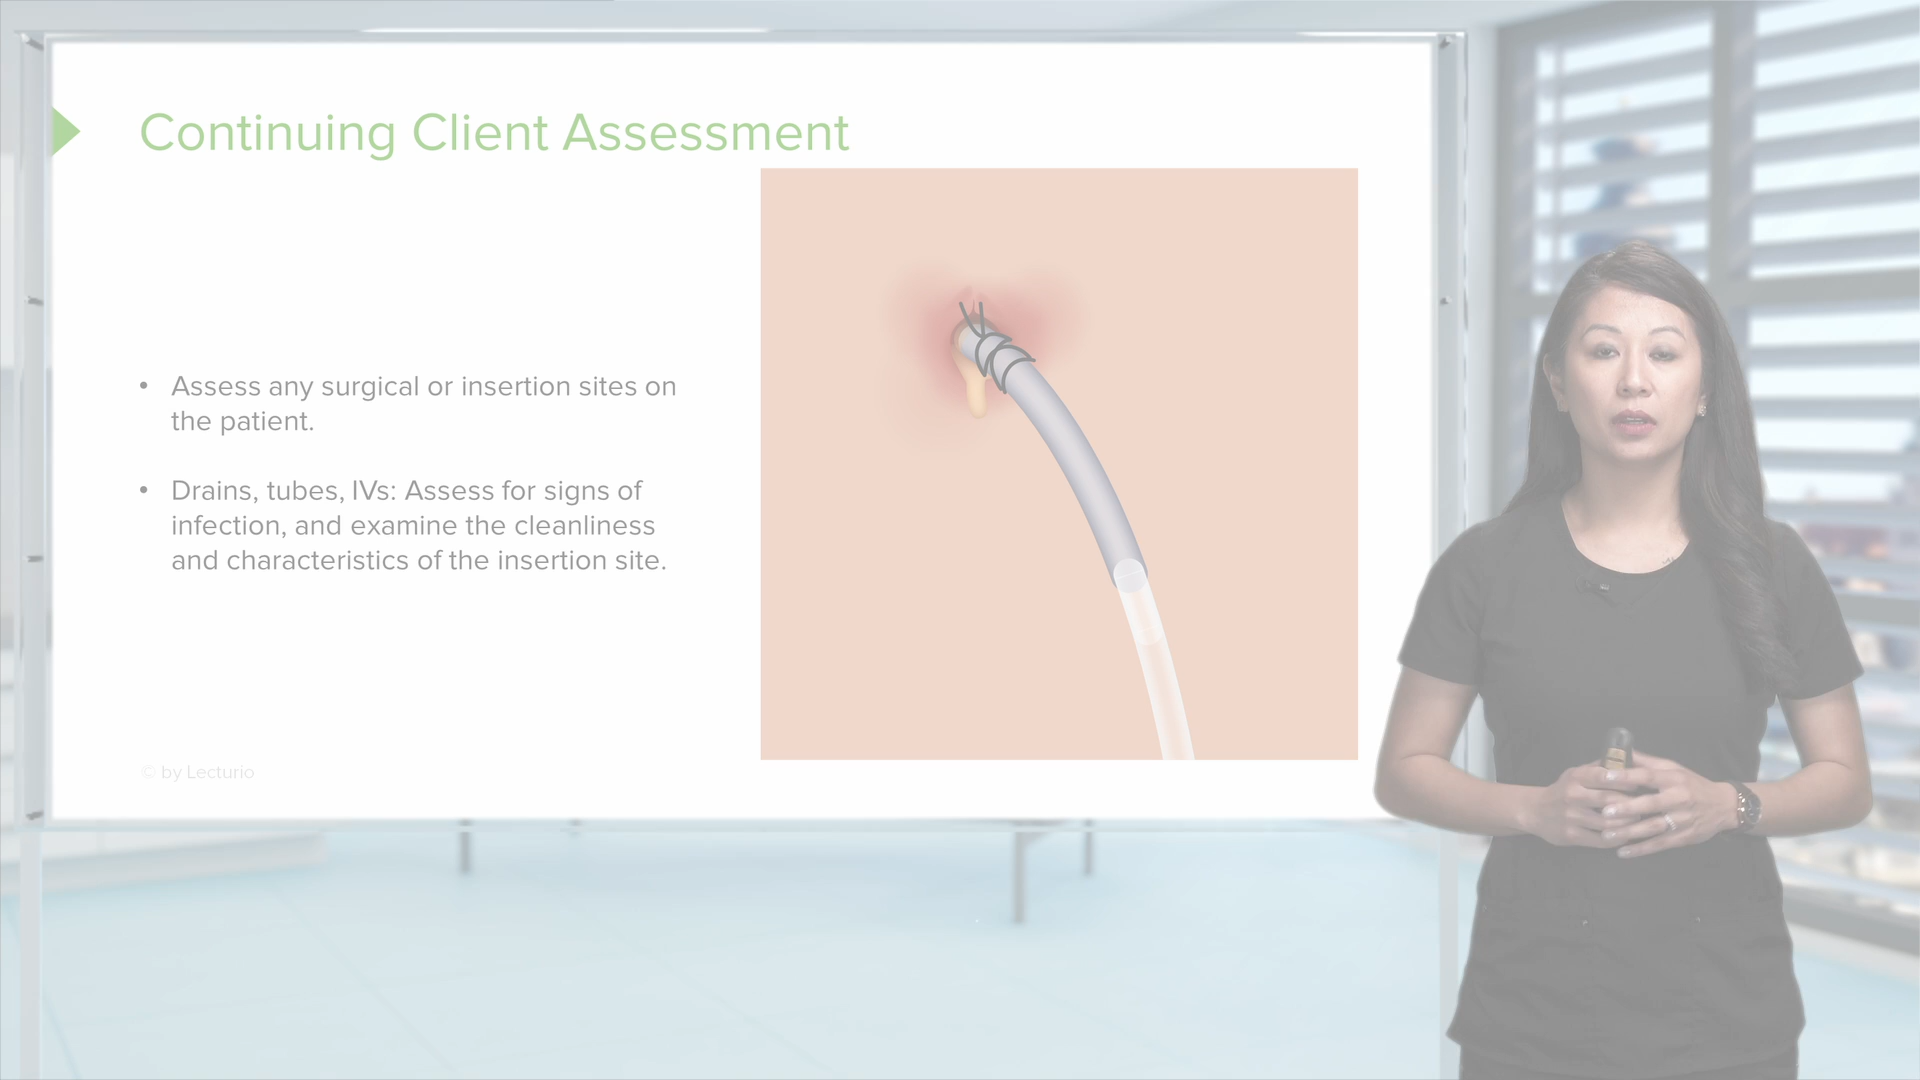 Continuing Client Assessment
• Assess any surgical or insertion sites on
the patient.
• Drains, tubes, IVs: Assess for signs of
infection, and examine the cleanliness
and characteristics of the insertion site.
© by Lecturio